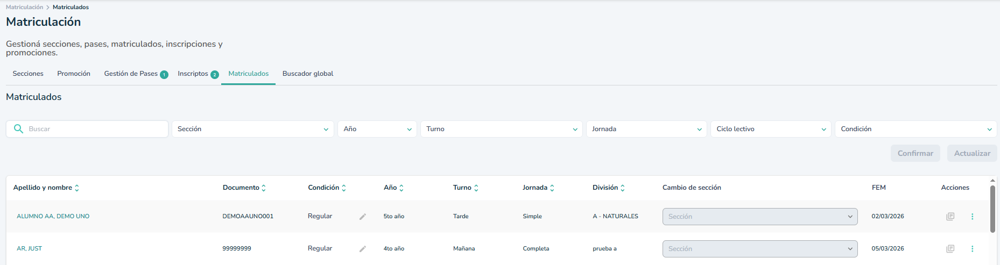 Matriculación > Matriculados
Matriculación
Gestioná secciones, pases, matriculados, inscripciones y
promociones.
Secciones Promoción Gestión de Pases 1 Inscriptos 2 Matriculados Buscador global
Matriculados
Buscar Sección Año Turno Jornada Ciclo lectivo Condición
Confirmar Actualizar
Apellido y nombre Documento Condición Año Turno Jornada División Cambio de sección FEM Acciones
ALUMNO AA, DEMO UNO DEMOAAUNO001 Regular 5to año Tarde Simple A - NATURALES Sección 02/03/2026
AR, JUST 99999999 Regular 4to año Mañana Completa prueba a Sección 05/03/2026